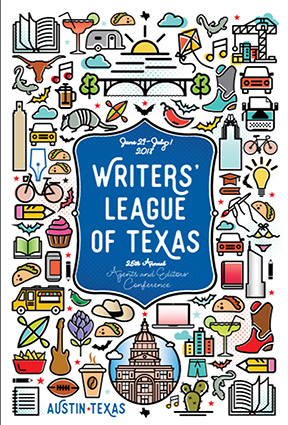 June 29-July 1
2018
WRITERS'
LEAGUE
OF TEXAS
25th Annual
Agents and Editors
Conference
AUSTIN•TEXAS